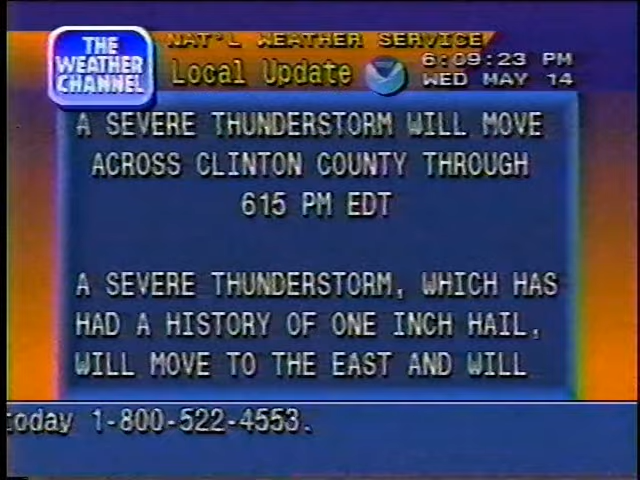 THE
WEATHER
CHANNEL
NAT'L WEATHER SERVICE
Local Update
6:09:23 PM
WED MAY 14
A SEVERE THUNDERSTORM WILL MOVE
ACROSS CLINTON COUNTY THROUGH
615 PM EDT
A SEVERE THUNDERSTORM, WHICH HAS
HAD A HISTORY OF ONE INCH HAIL,
WILL MOVE TO THE EAST AND WILL
today 1-800-522-4553.